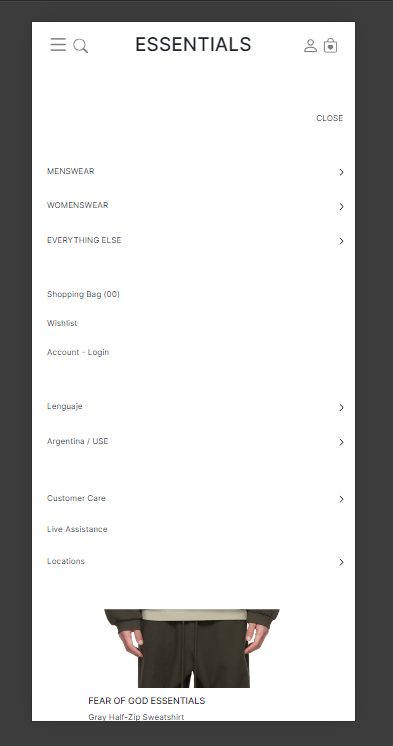 ESSENTIALS
CLOSE
MENSWEAR
WOMENSWEAR
EVERYTHING ELSE
Shopping Bag (00)
Wishlist
Account - Login
Lenguaje
Argentina / USE
Customer Care
Live Assistance
Locations
FEAR OF GOD ESSENTIALS
Gray Half-Zip Sweatshirt